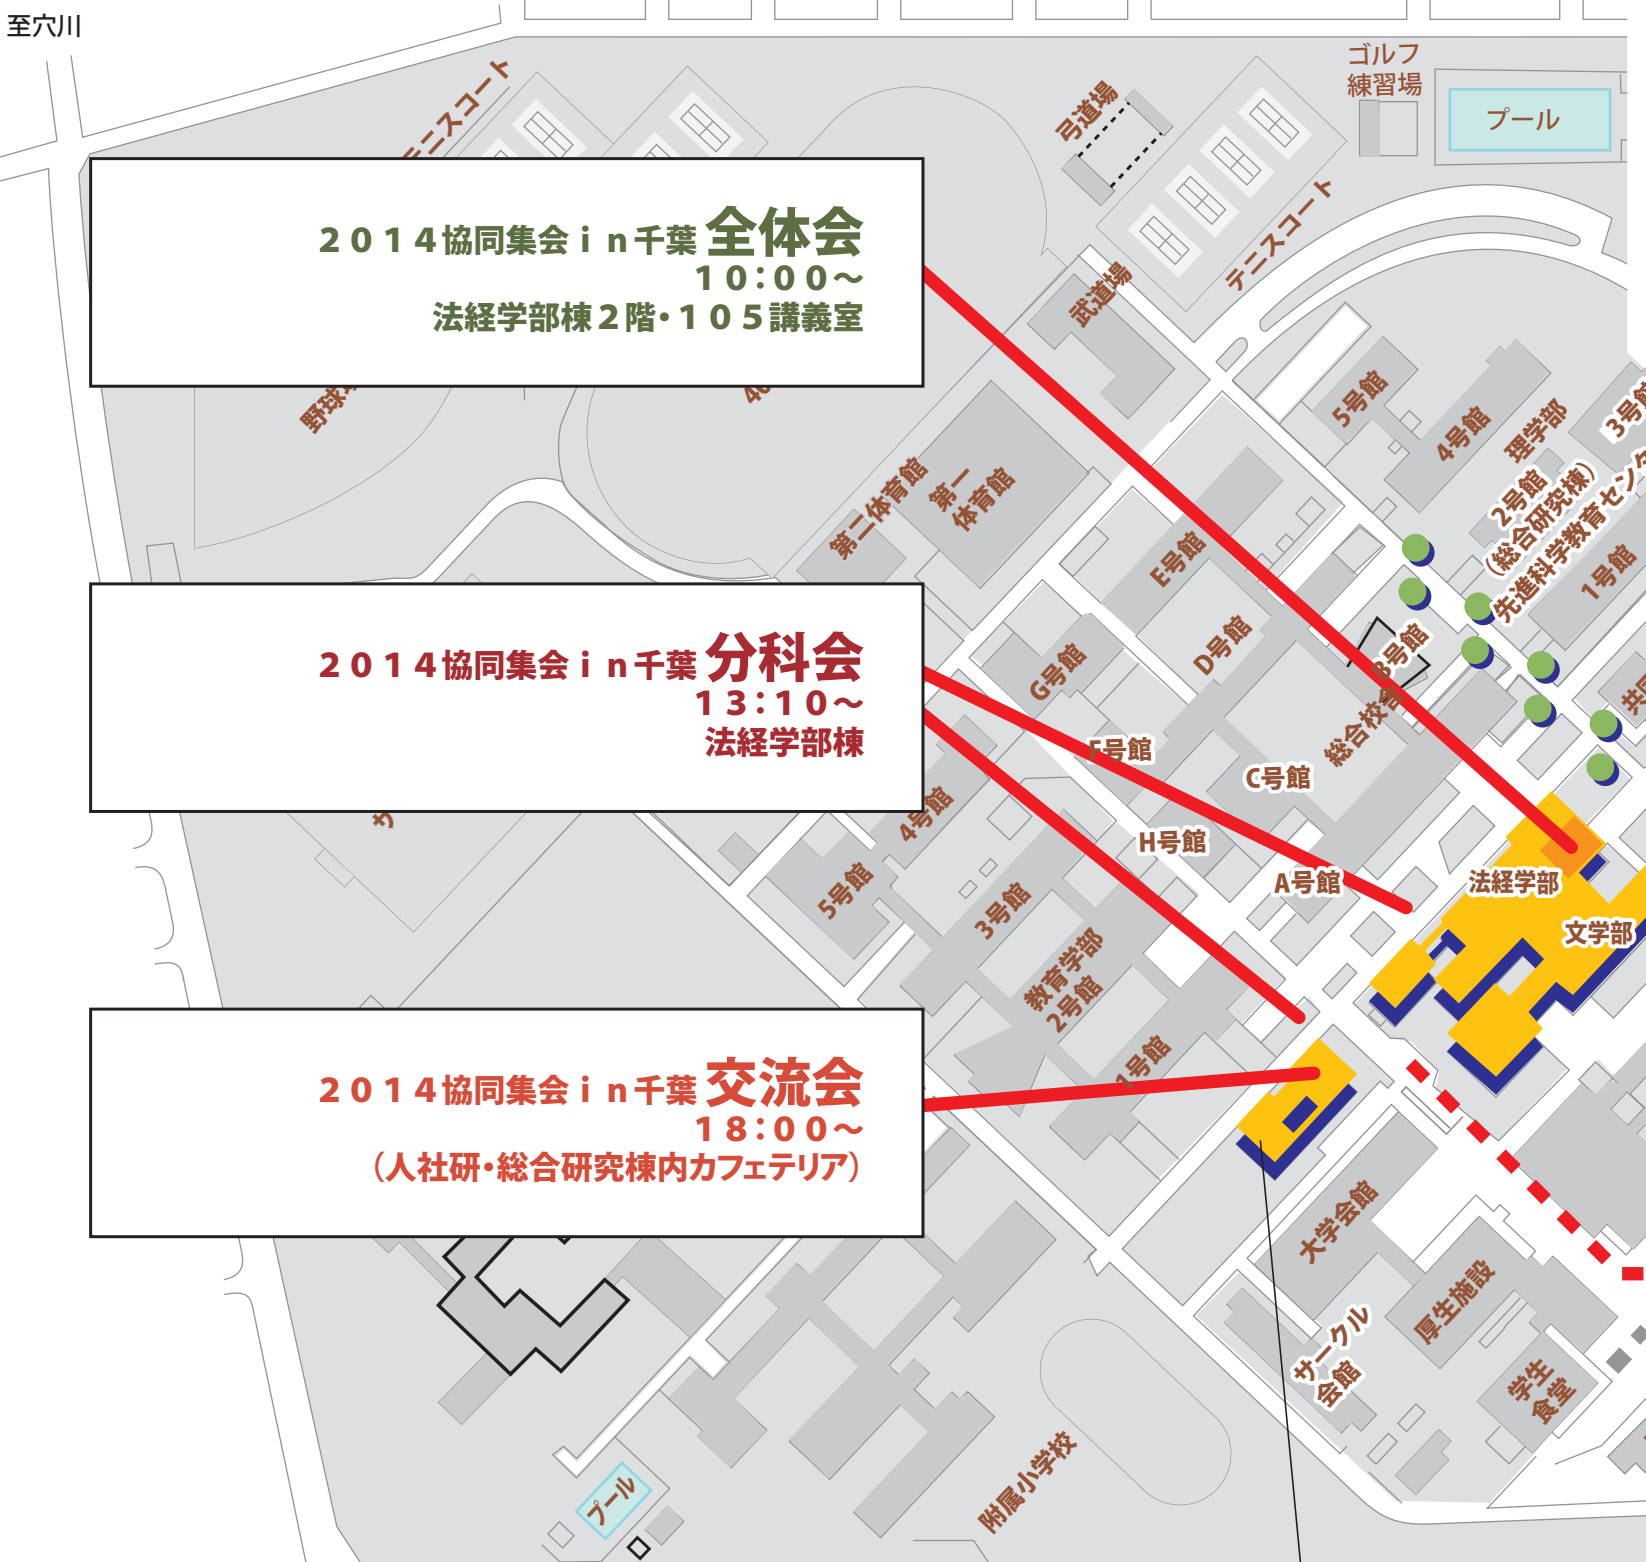 至穴川
テニスコート
弓道場
ゴルフ
練習場
プール
テニスコート
武道場
２０１４協同集会ｉｎ千葉 全体会
１０：００～
法経学部棟２階・１０５講義室
野球
5号館
4号館
理学部
3号館
2号館
（総合研究棟）
先進科学教育センタ
1号館
第二体育館
第一
体育館
E号館
D号館
G号館
B号館
総合校舎
F号館
C号館
H号館
A号館
２０１４協同集会ｉｎ千葉 分科会
１３：１０～
法経学部棟
サ
4号館
5号館
3号館
教育学部
2号館
1号館
法経学部
文学部
２０１４協同集会ｉｎ千葉 交流会
１８：００～
（人社研・総合研究棟内カフェテリア）
大学会館
厚生施設
サークル
会館
学生
食堂
附属小学校
プール